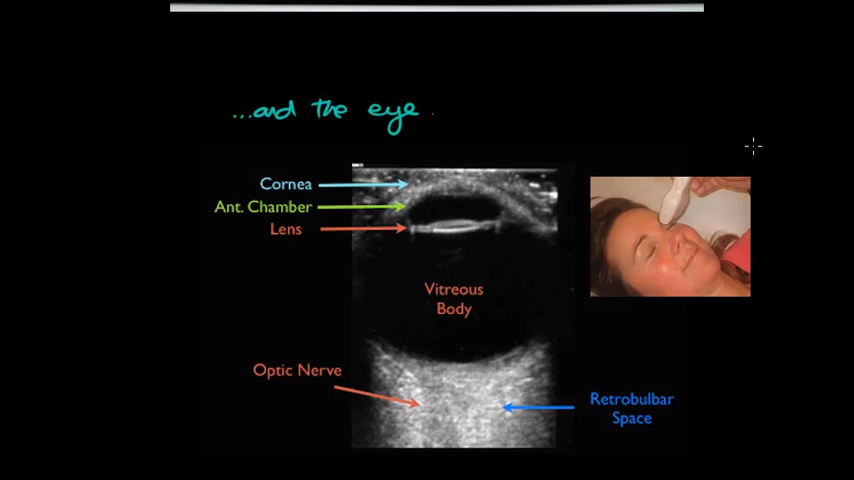 ...and the eye
Cornea
Ant. Chamber
Lens
Vitreous
Body
Optic Nerve
Retrobulbar
Space